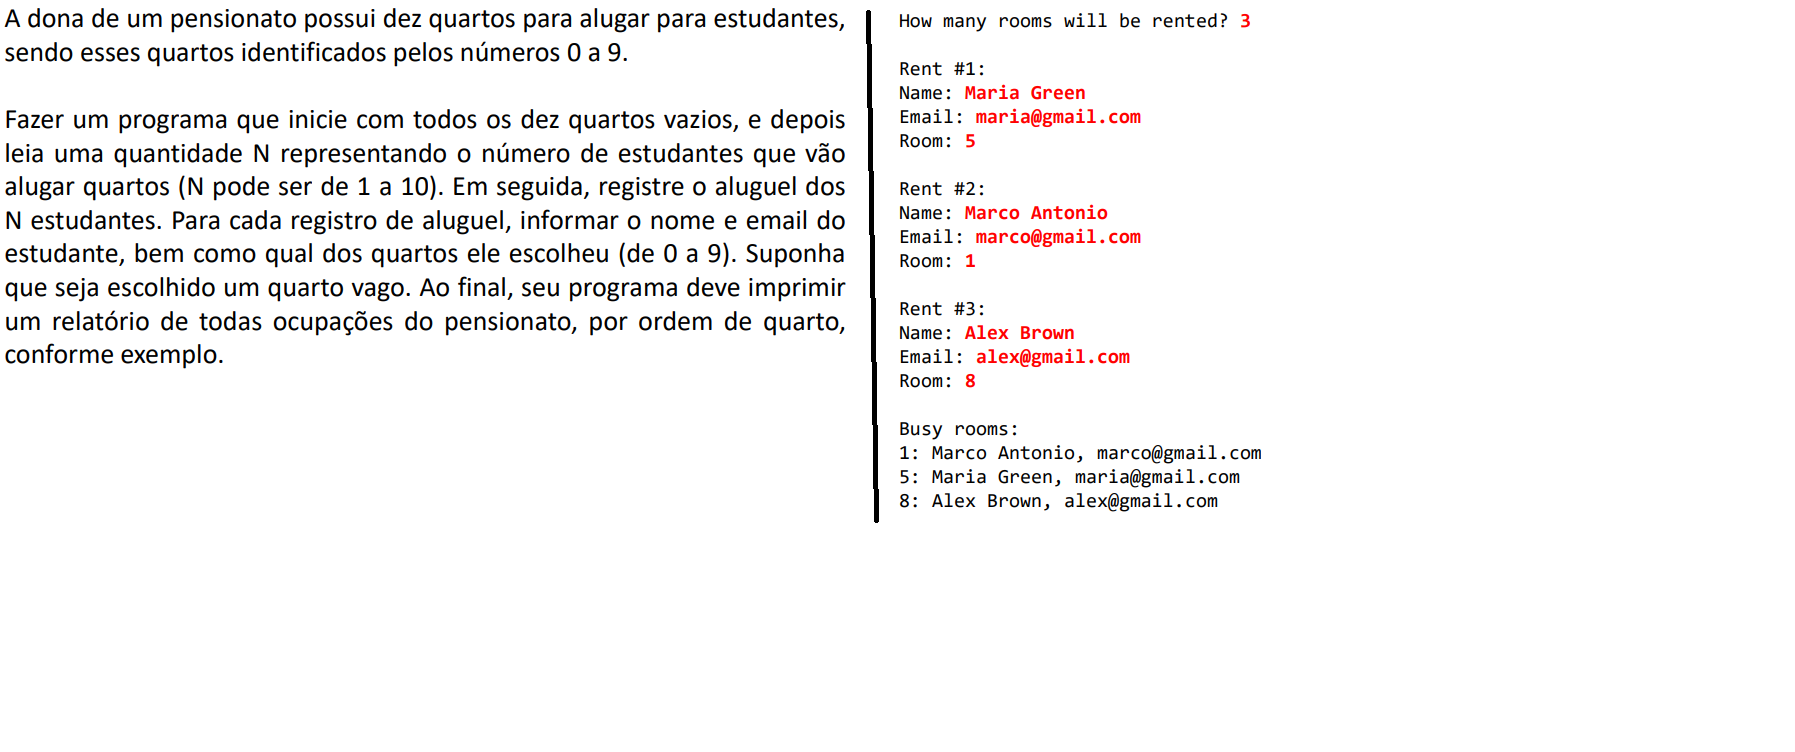 A dona de um pensionato possui dez quartos para alugar para estudantes,
sendo esses quartos identificados pelos números 0 a 9.
Fazer um programa que inicie com todos os dez quartos vazios, e depois
leia uma quantidade N representando o número de estudantes que vão
alugar quartos (N pode ser de 1 a 10). Em seguida, registre o aluguel dos
N estudantes. Para cada registro de aluguel, informar o nome e email do
estudante, bem como qual dos quartos ele escolheu (de 0 a 9). Suponha
que seja escolhido um quarto vago. Ao final, seu programa deve imprimir
um relatório de todas ocupações do pensionato, por ordem de quarto,
conforme exemplo.
How many rooms will be rented? 3
Rent #1:
Name: Maria Green
Email: maria@gmail.com
Room: 5
Rent #2:
Name: Marco Antonio
Email: marco@gmail.com
Room: 1
Rent #3:
Name: Alex Brown
Email: alex@gmail.com
Room: 8
Busy rooms:
1: Marco Antonio, marco@gmail.com
5: Maria Green, maria@gmail.com
8: Alex Brown, alex@gmail.com